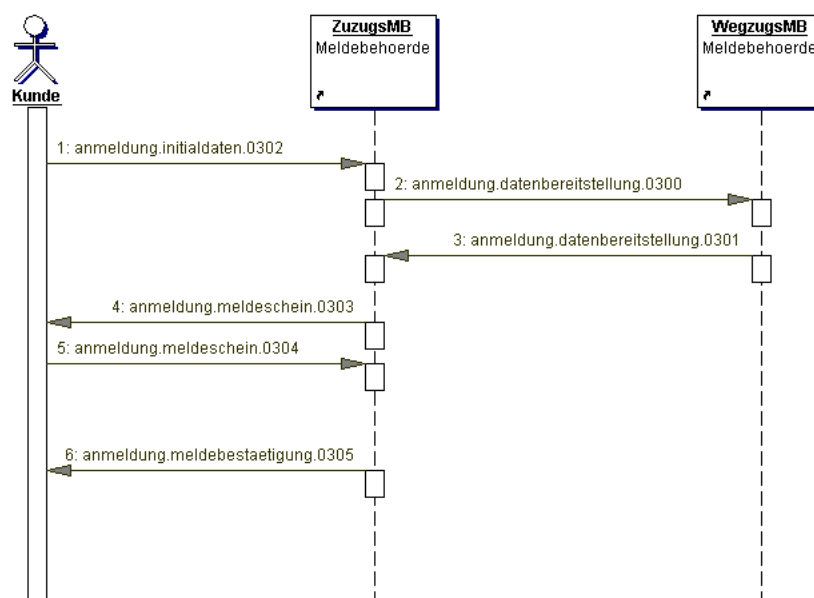 ZuzugsMB
Meldebehoerde
WegzugsMB
Meldebehoerde
Kunde
1: anmeldung.initialdaten.0302
2: anmeldung.datenbereitstellung.0300
3: anmeldung.datenbereitstellung.0301
4: anmeldung.meldeschein.0303
5: anmeldung.meldeschein.0304
6: anmeldung.meldebestaetigung.0305